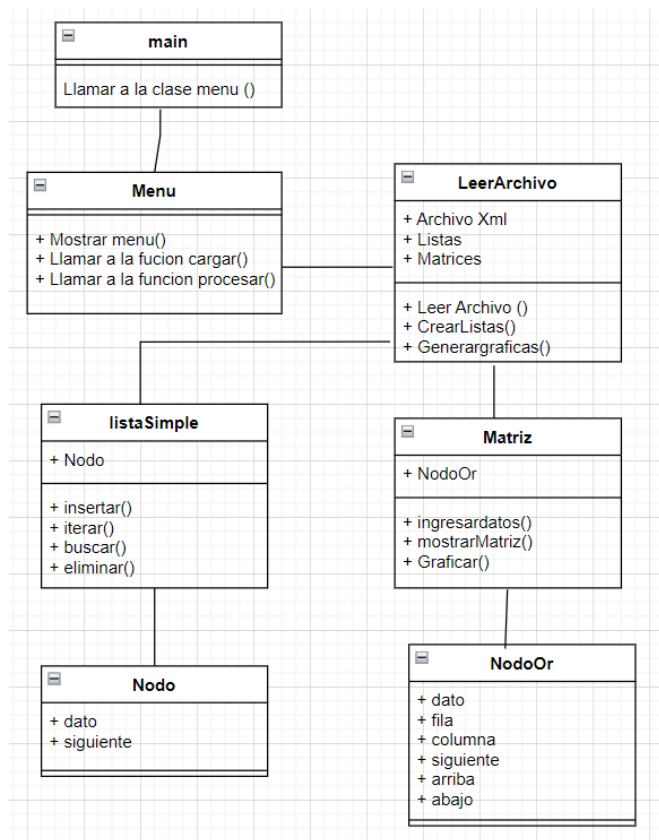 main
Llamar a la clase menu ()
Menu
+ Mostrar menu()
+ Llamar a la fucion cargar()
+ Llamar a la funcion procesar()
LeerArchivo
+ Archivo Xml
+ Listas
+ Matrices
+ Leer Archivo ()
+ CrearListas()
+ Generargraficas()
listaSimple
+ Nodo
+ insertar()
+ iterar()
+ buscar()
+ eliminar()
Matriz
+ NodoOr
+ ingresardatos()
+ mostrarMatriz()
+ Graficar()
Nodo
+ dato
+ siguiente
NodoOr
+ dato
+ fila
+ columna
+ siguiente
+ arriba
+ abajo